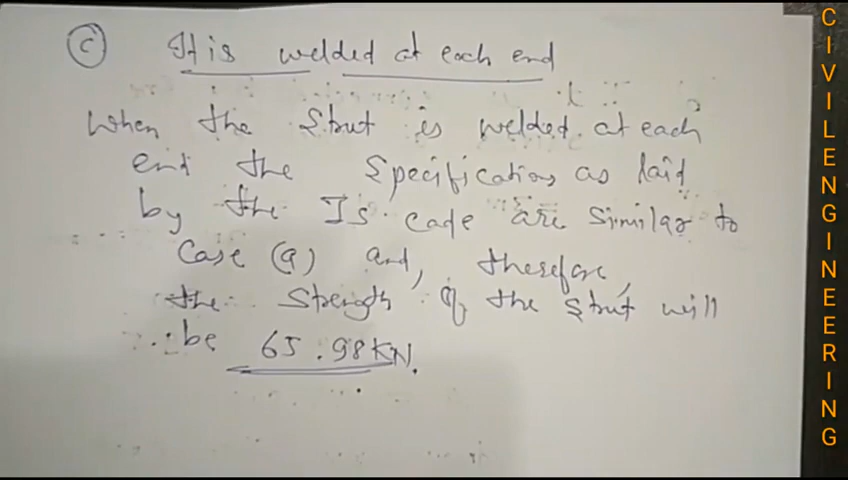 (c) It is welded at each end
When the strut is welded at each
end the specification as laid
by the Is code are similar to
Case (a) and, therefore,
the strength of the strut will
be 65.98 KN.
CIVILENGINEERING